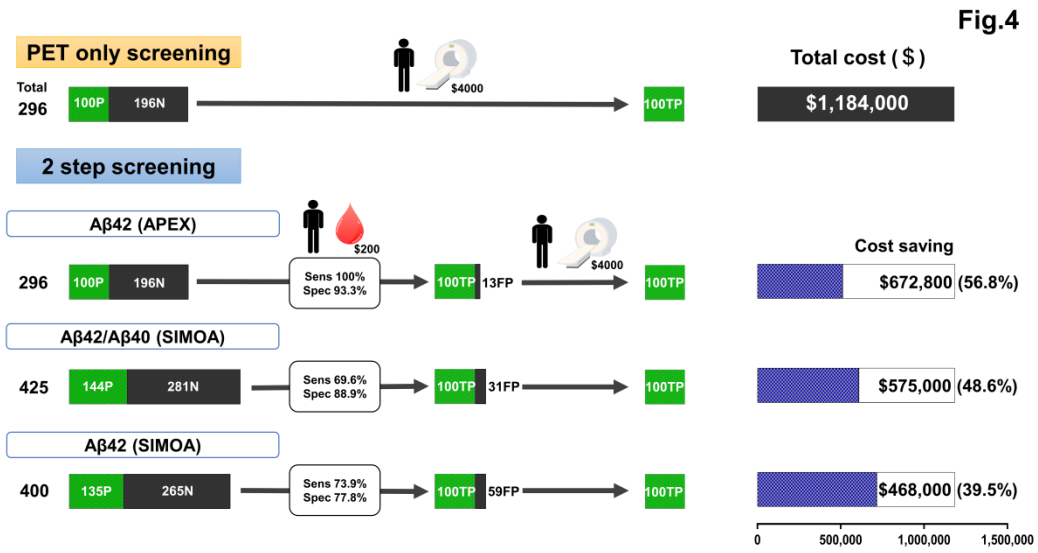 Fig.4
PET only screening
Total cost ( $ )
Total
296
100P 196N
$4000
100TP
$1,184,000
2 step screening
Aβ42 (APEX)
$200
$4000
Cost saving
296
100P 196N
Sens 100%
Spec 93.3%
100TP 13FP
100TP
$672,800 (56.8%)
Aβ42/Aβ40 (SIMOA)
425
144P 281N
Sens 69.6%
Spec 88.9%
100TP 31FP
100TP
$575,000 (48.6%)
Aβ42 (SIMOA)
400
135P 265N
Sens 73.9%
Spec 77.8%
100TP 59FP
100TP
$468,000 (39.5%)
0 500,000 1,000,000 1,500,000